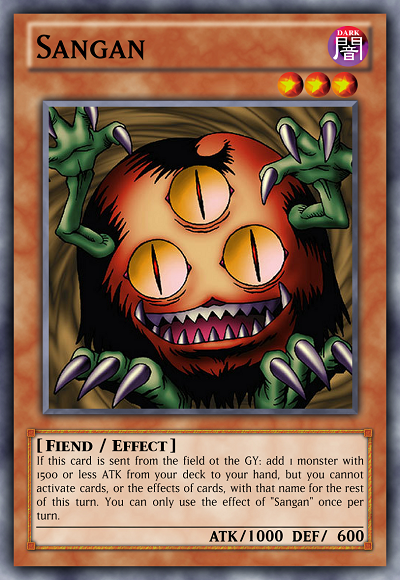 SANGAN
DARK
闇
[ FIEND / EFFECT ]
If this card is sent from the field ot the GY: add 1 monster with
1500 or less ATK from your deck to your hand, but you cannot
activate cards, or the effects of cards, with that name for the rest
of this turn. You can only use the effect of "Sangan" once per
turn.
ATK/1000 DEF/ 600